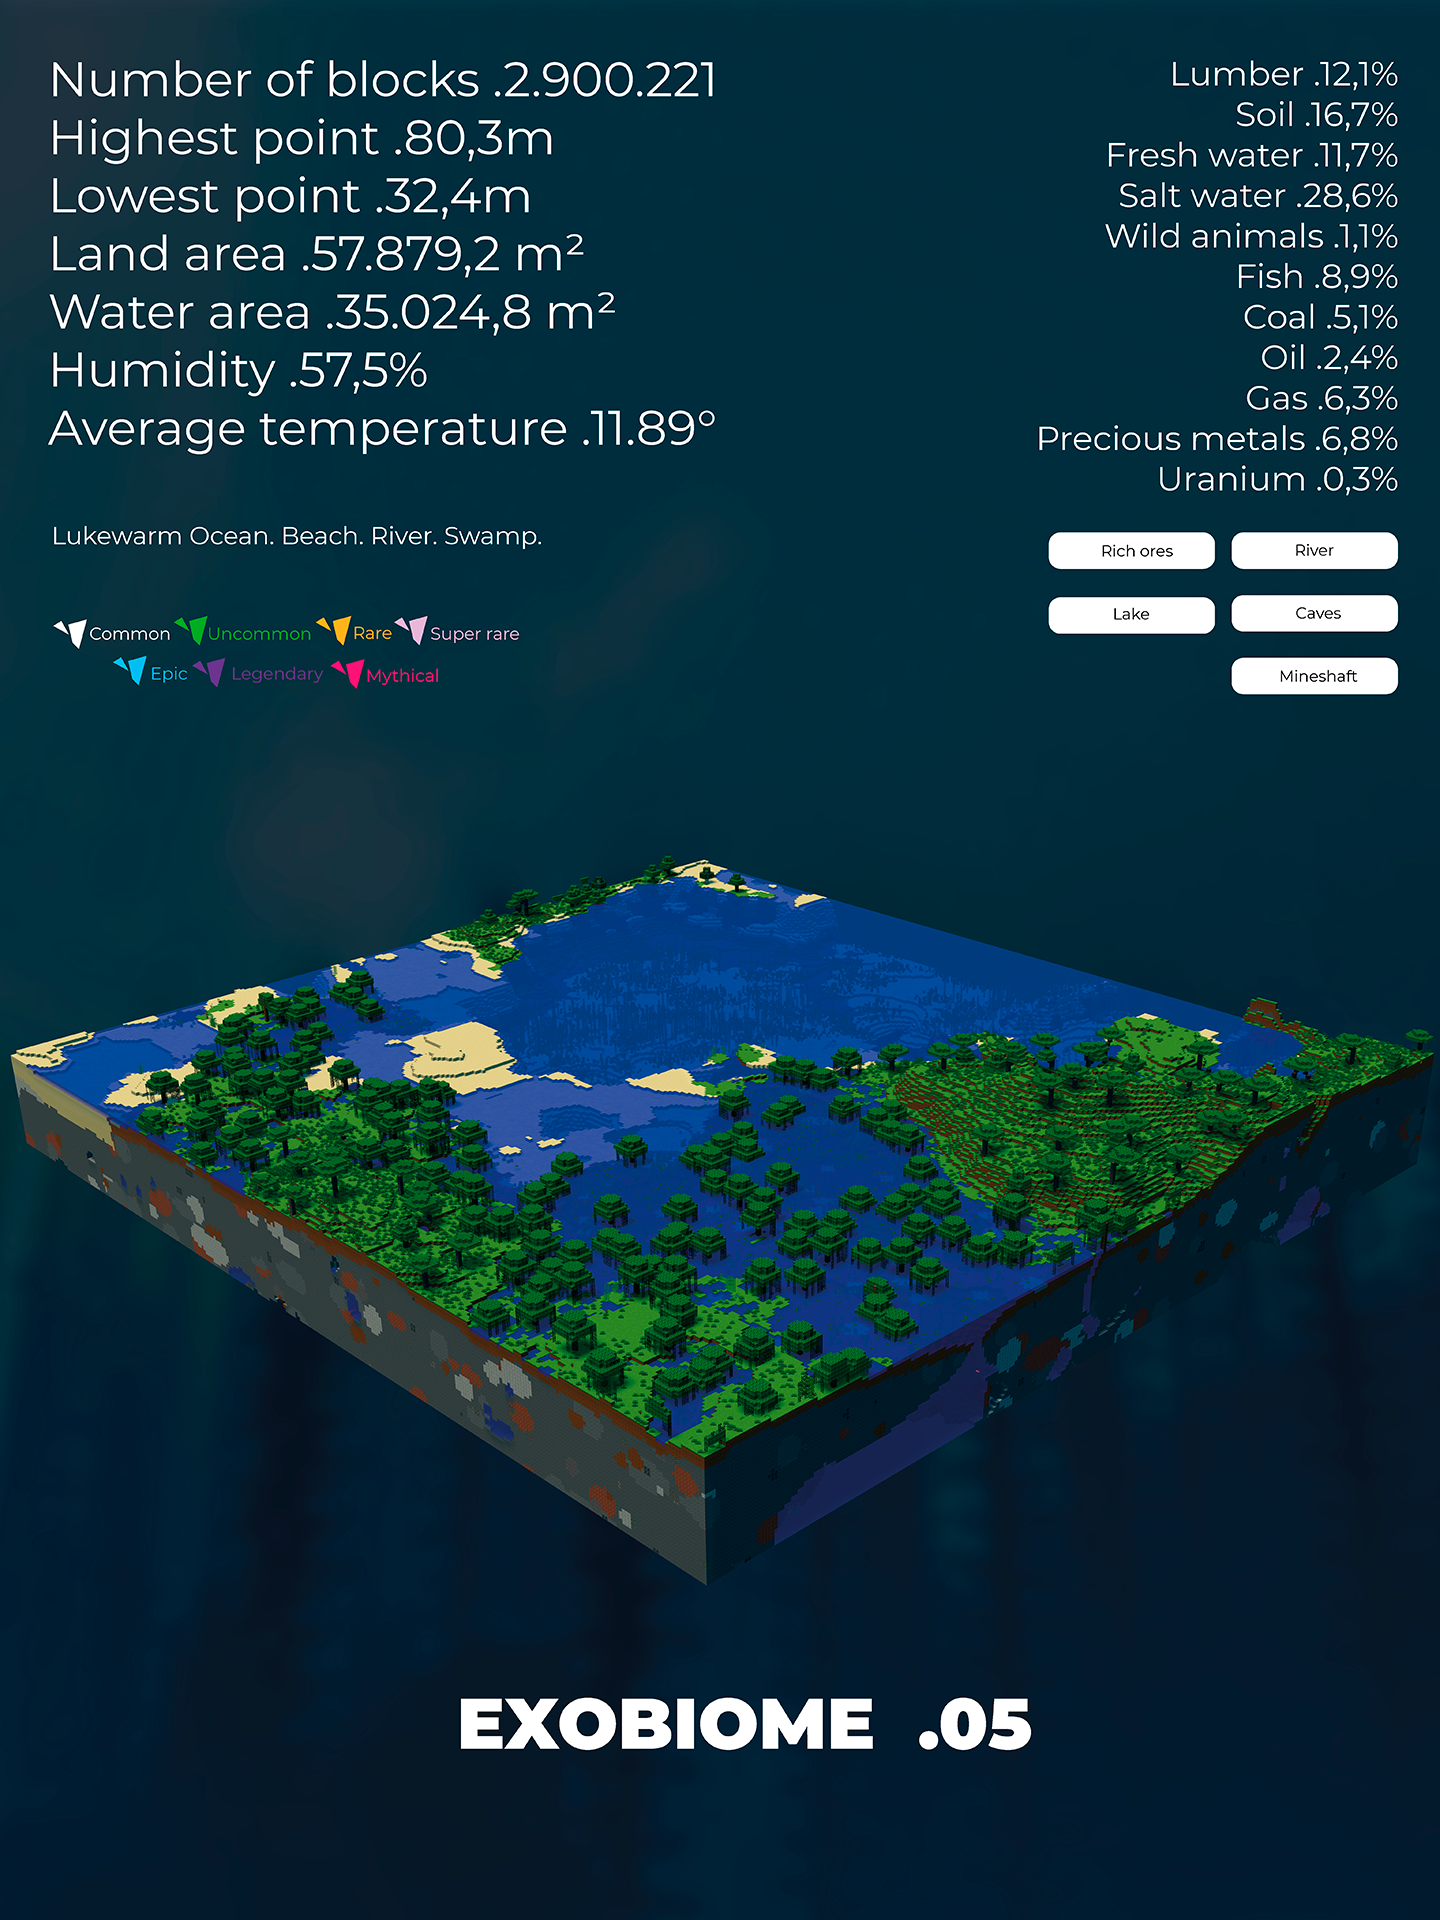 Number of blocks .2.900.221
Highest point .80,3m
Lowest point .32,4m
Land area .57.879,2 m²
Water area .35.024,8 m²
Humidity .57,5%
Average temperature .11.89°
Lukewarm Ocean. Beach. River. Swamp.
Common Uncommon Rare Super rare
Epic Legendary Mythical
Lumber .12,1%
Soil .16,7%
Fresh water .11,7%
Salt water .28,6%
Wild animals .1,1%
Fish .8,9%
Coal .5,1%
Oil .2,4%
Gas .6,3%
Precious metals .6,8%
Uranium .0,3%
Rich ores River
Lake Caves
Mineshaft
EXOBIOME .05